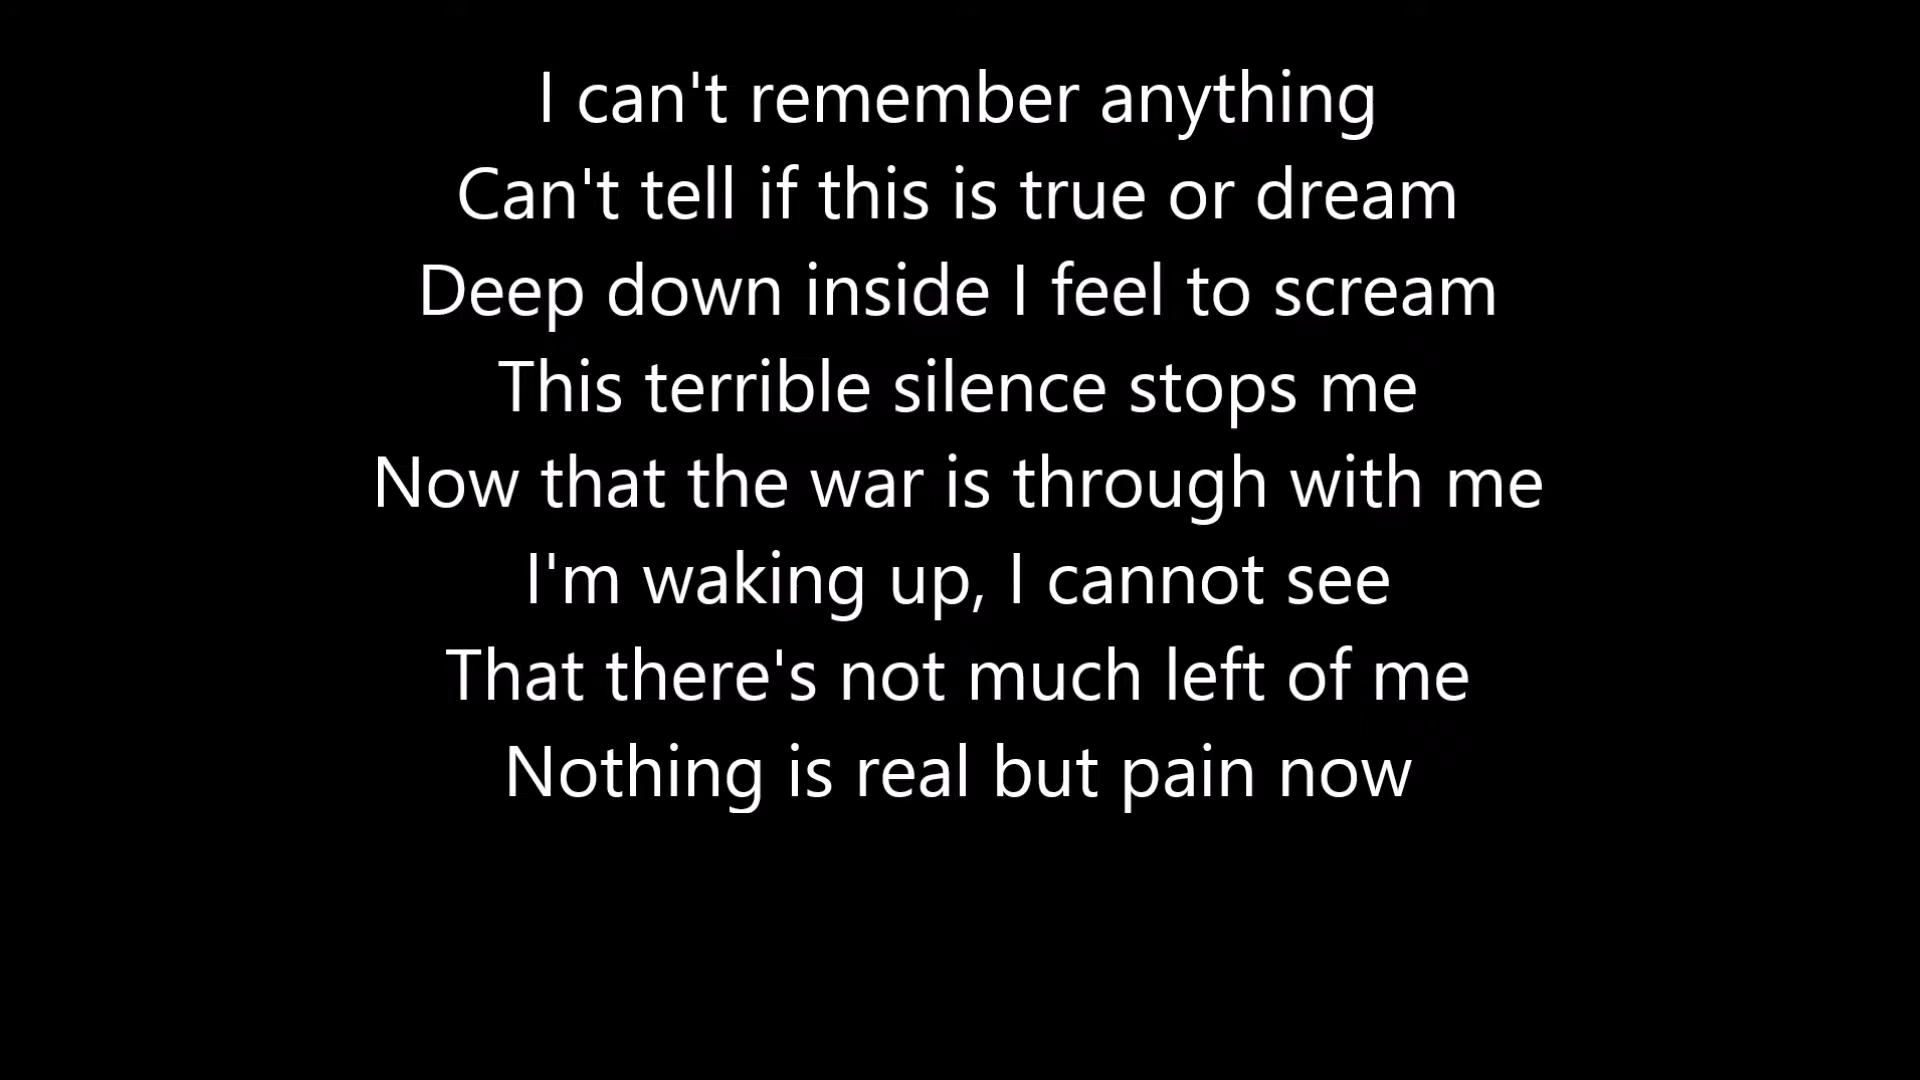 I can't remember anything
Can't tell if this is true or dream
Deep down inside I feel to scream
This terrible silence stops me
Now that the war is through with me
I'm waking up, I cannot see
That there's not much left of me
Nothing is real but pain now